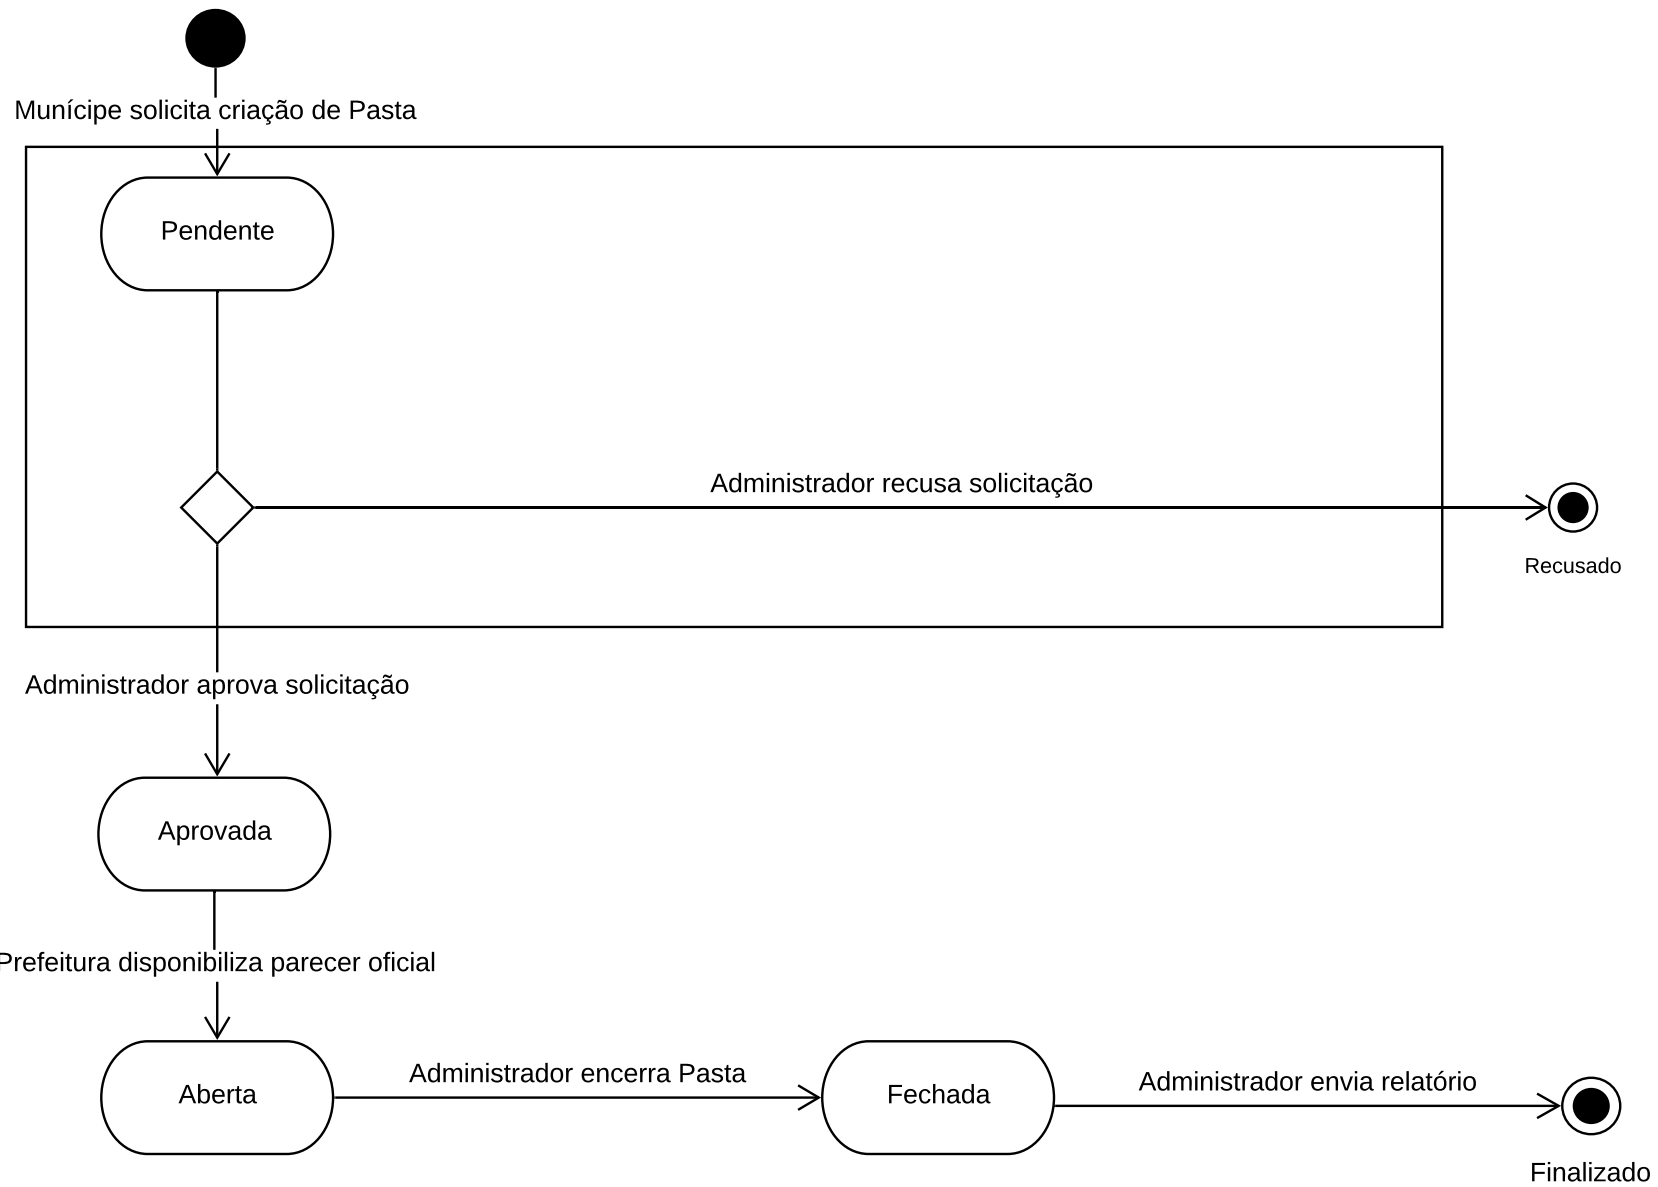 Munícipe solicita criação de Pasta
Pendente
Administrador recusa solicitação
Recusado
Administrador aprova solicitação
Aprovada
Prefeitura disponibiliza parecer oficial
Aberta
Administrador encerra Pasta
Fechada
Administrador envia relatório
Finalizado